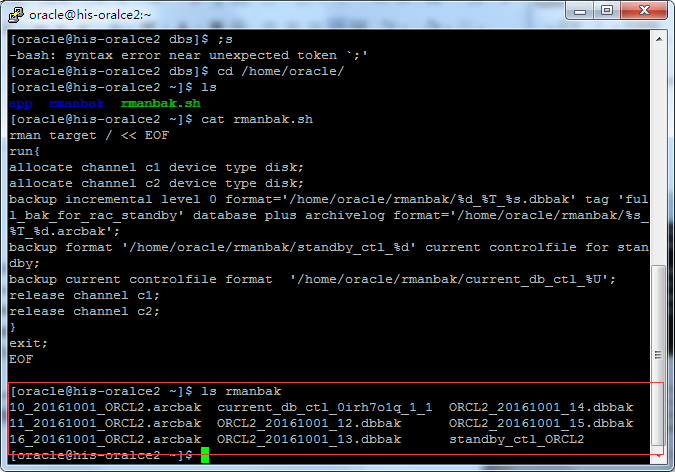 oracle@his-oralce2:~
[oracle@his-oralce2 dbs]$ ;s
-bash: syntax error near unexpected token `;'
[oracle@his-oralce2 dbs]$ cd /home/oracle/
[oracle@his-oralce2 ~]$ ls
app  rmanbak  rmanbak.sh
[oracle@his-oralce2 ~]$ cat rmanbak.sh
rman target / << EOF
run{
allocate channel c1 device type disk;
allocate channel c2 device type disk;
backup incremental level 0 format='/home/oracle/rmanbak/%d_%T_%s.dbbak' tag 'ful
l_bak_for_rac_standby' database plus archivelog format='/home/oracle/rmanbak/%s_
%T_%d.arcbak';
backup format '/home/oracle/rmanbak/standby_ctl_%d' current controlfile for stan
dby;
backup current controlfile format  '/home/oracle/rmanbak/current_db_ctl_%U';
release channel c1;
release channel c2;
}
exit;
EOF
[oracle@his-oralce2 ~]$ ls rmanbak
10_20161001_ORCL2.arcbak  current_db_ctl_0irh7o1q_1_1  ORCL2_20161001_14.dbbak
11_20161001_ORCL2.arcbak  ORCL2_20161001_12.dbbak      ORCL2_20161001_15.dbbak
16_20161001_ORCL2.arcbak  ORCL2_20161001_13.dbbak      standby_ctl_ORCL2
[oracle@his-oralce2 ~]$